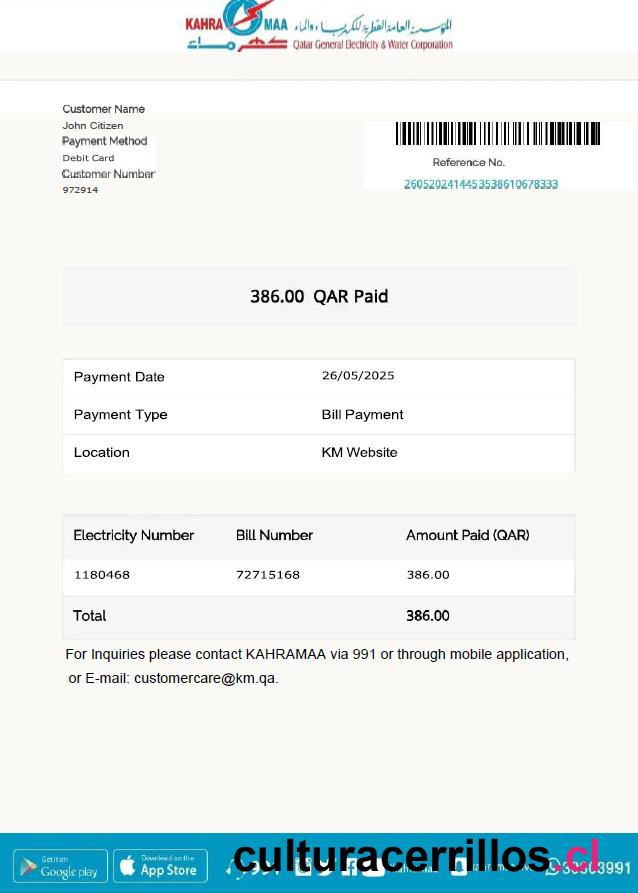 KAHRA MAA المؤسسة العامة القطرية للكهرباء والماء
كهرماء Qatar General Electricity & Water Corporation
Customer Name
John Citizen
Payment Method
Debit Card
Customer Number
972914
Reference No.
2605202414453538610678333
386.00 QAR Paid
Payment Date 26/05/2025
Payment Type Bill Payment
Location KM Website
Electricity Number Bill Number Amount Paid (QAR)
1180468 72715168 386.00
Total 386.00
For Inquiries please contact KAHRAMAA via 991 or through mobile application,
or E-mail: customercare@km.qa.
Get it on
Google play
Download on the
App Store
991
culturacerrillos.cl